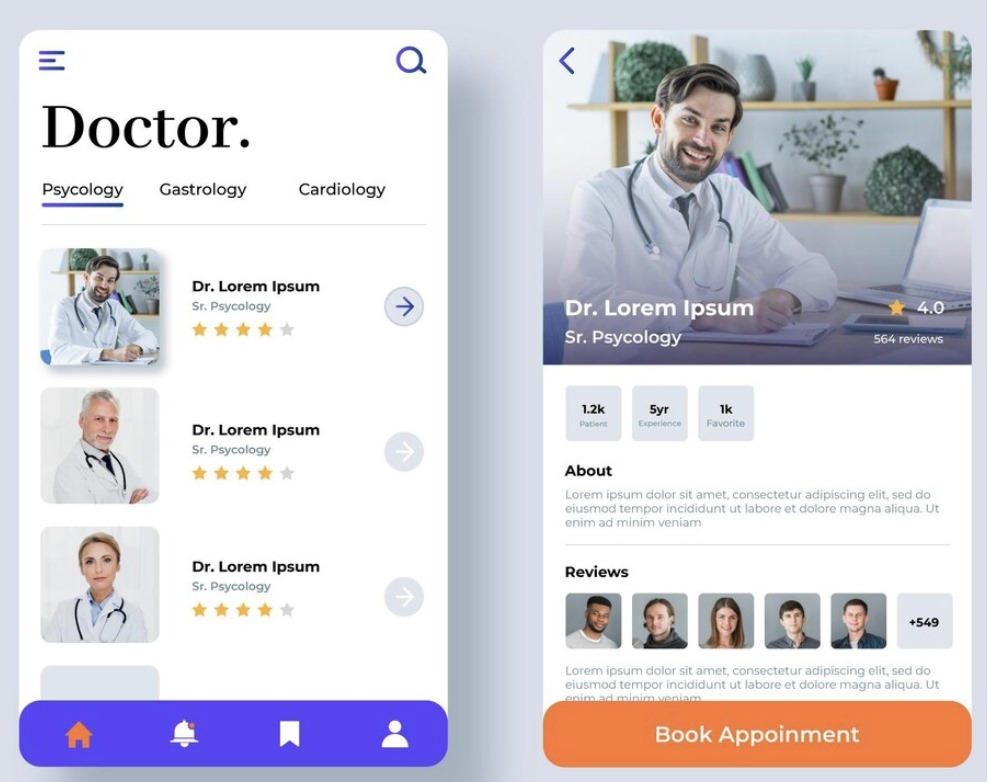 Doctor.
Psycology Gastrology Cardiology
Dr. Lorem Ipsum
Sr. Psycology
Dr. Lorem Ipsum
Sr. Psycology
Dr. Lorem Ipsum
Sr. Psycology
Dr. Lorem Ipsum 4.0
Sr. Psycology 564 reviews
1.2k 5yr 1k
Patient Experience Favorite
About
Lorem ipsum dolor sit amet, consectetur adipiscing elit, sed do
eiusmod tempor incididunt ut labore et dolore magna aliqua. Ut
enim ad minim veniam
Reviews
+549
Lorem ipsum dolor sit amet, consectetur adipiscing elit, sed do
eiusmod tempor incididunt ut labore et dolore magna aliqua. Ut
enim ad minim veniam
Book Appoinment